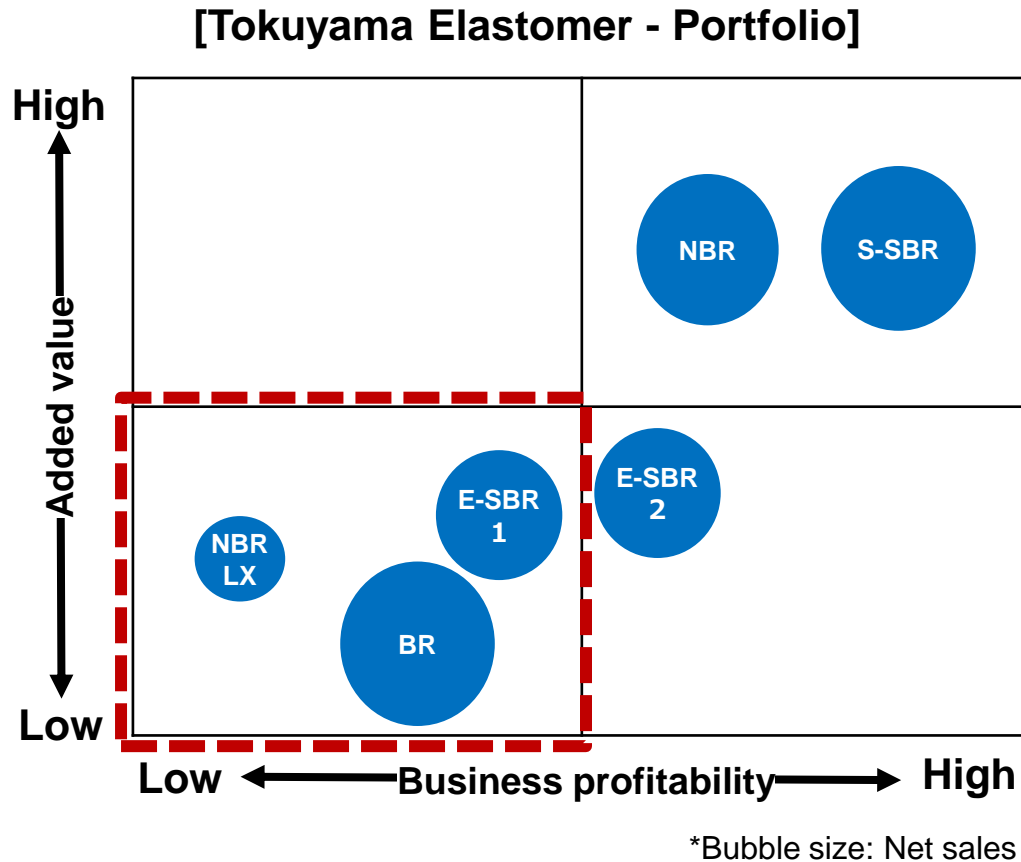 [Tokuyama Elastomer - Portfolio]
High
Added value
Low
NBR
S-SBR
E-SBR
1
E-SBR
2
NBR
LX
BR
Low
Business profitability
High
*Bubble size: Net sales